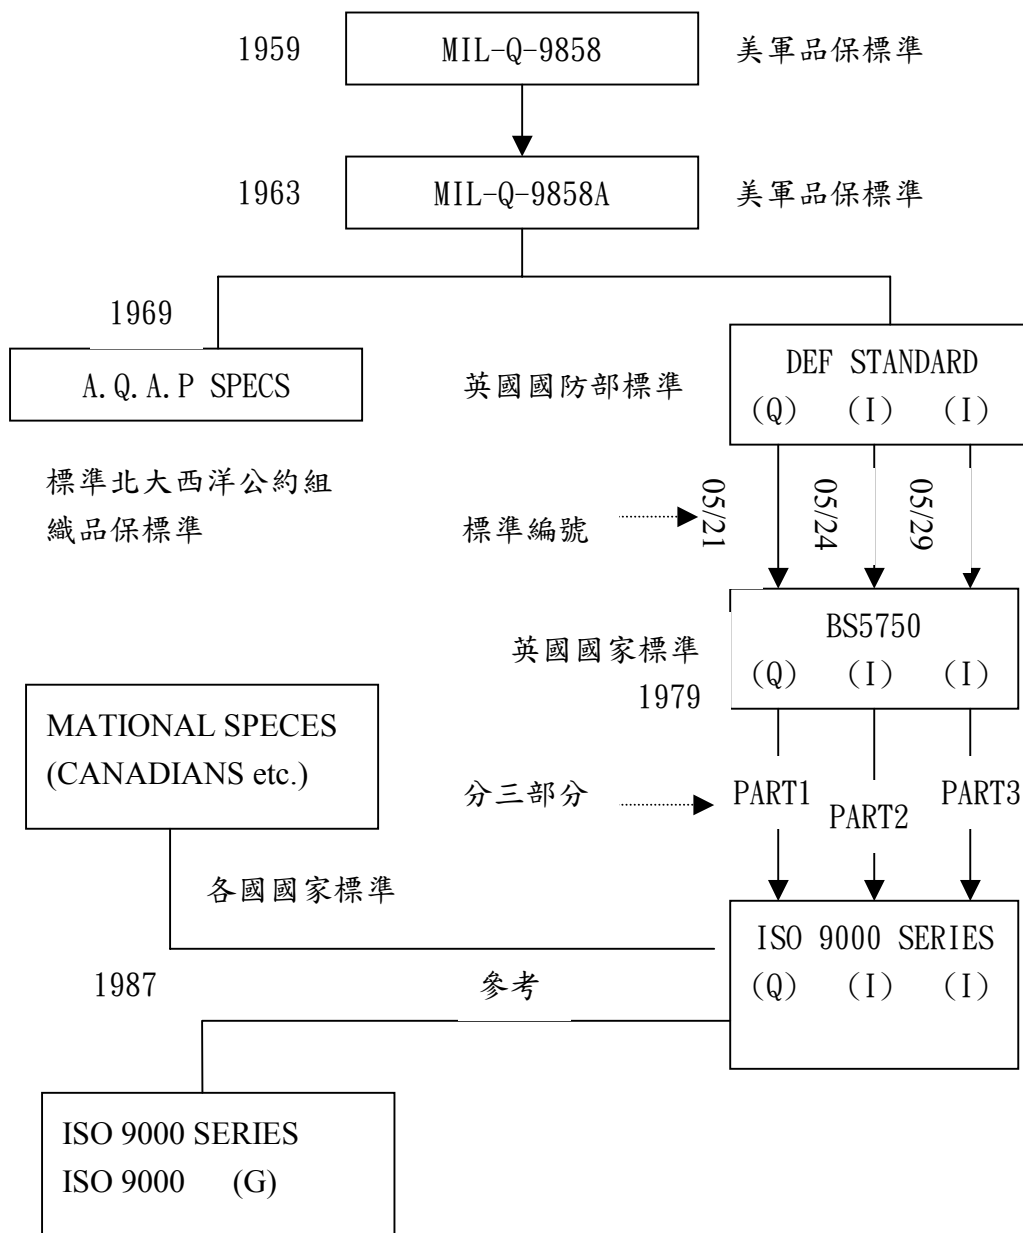 1959
MIL-Q-9858
美軍品保標準
1963
MIL-Q-9858A
美軍品保標準
1969
A.Q.A.P SPECS
標準北大西洋公約組
織品保標準
英國國防部標準
DEF STANDARD
(Q) (I) (I)
標準編號
05/21
05/24
05/29
英國國家標準
1979
BS5750
(Q) (I) (I)
MATIONAL SPECES
(CANADIANS etc.)
分三部分
PART1
PART2
PART3
各國國家標準
ISO 9000 SERIES
(Q) (I) (I)
1987
參考
ISO 9000 SERIES
ISO 9000 (G)